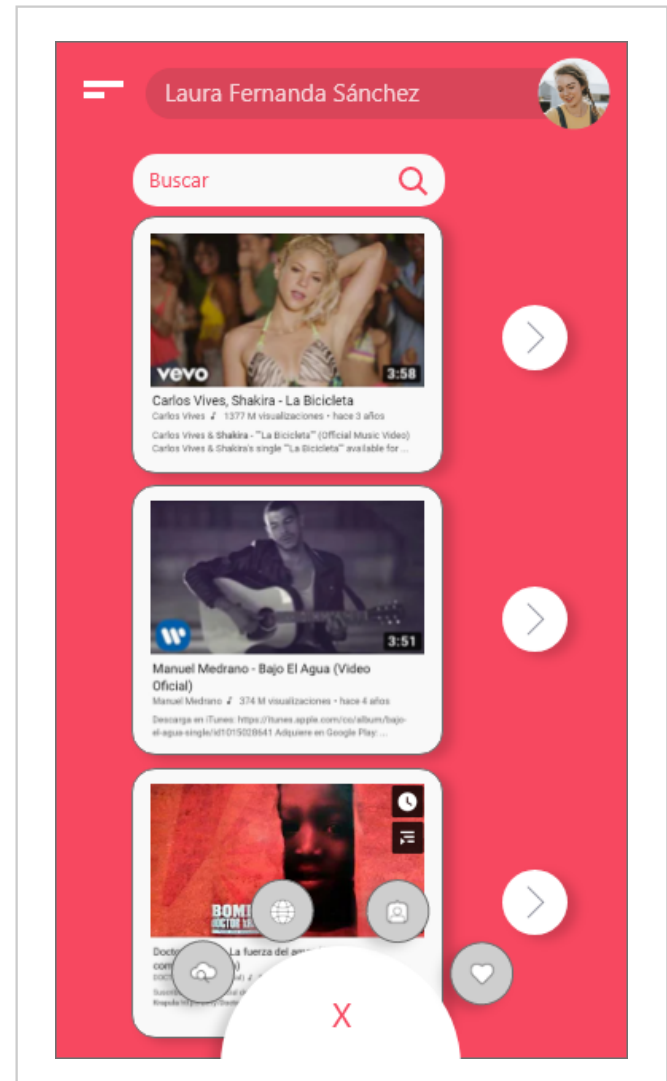 Laura Fernanda Sánchez
Buscar
vevo
3:58
Carlos Vives, Shakira - La Bicicleta
Carlos Vives 1377 M visualizaciones • hace 3 años
Carlos Vives & Shakira - "'La Bicicleta'" (Official Music Video)
Carlos Vives & Shakira's single "'La Bicicleta'" available for ...
3:51
Manuel Medrano - Bajo El Agua (Video
Oficial)
Manuel Medrano 374 M visualizaciones • hace 4 años
Descarga en iTunes: https://itunes.apple.com/co/album/bajo-
el-agua-single/id1015028641 Adquiere en Google Play: ...
La fuerza del
X